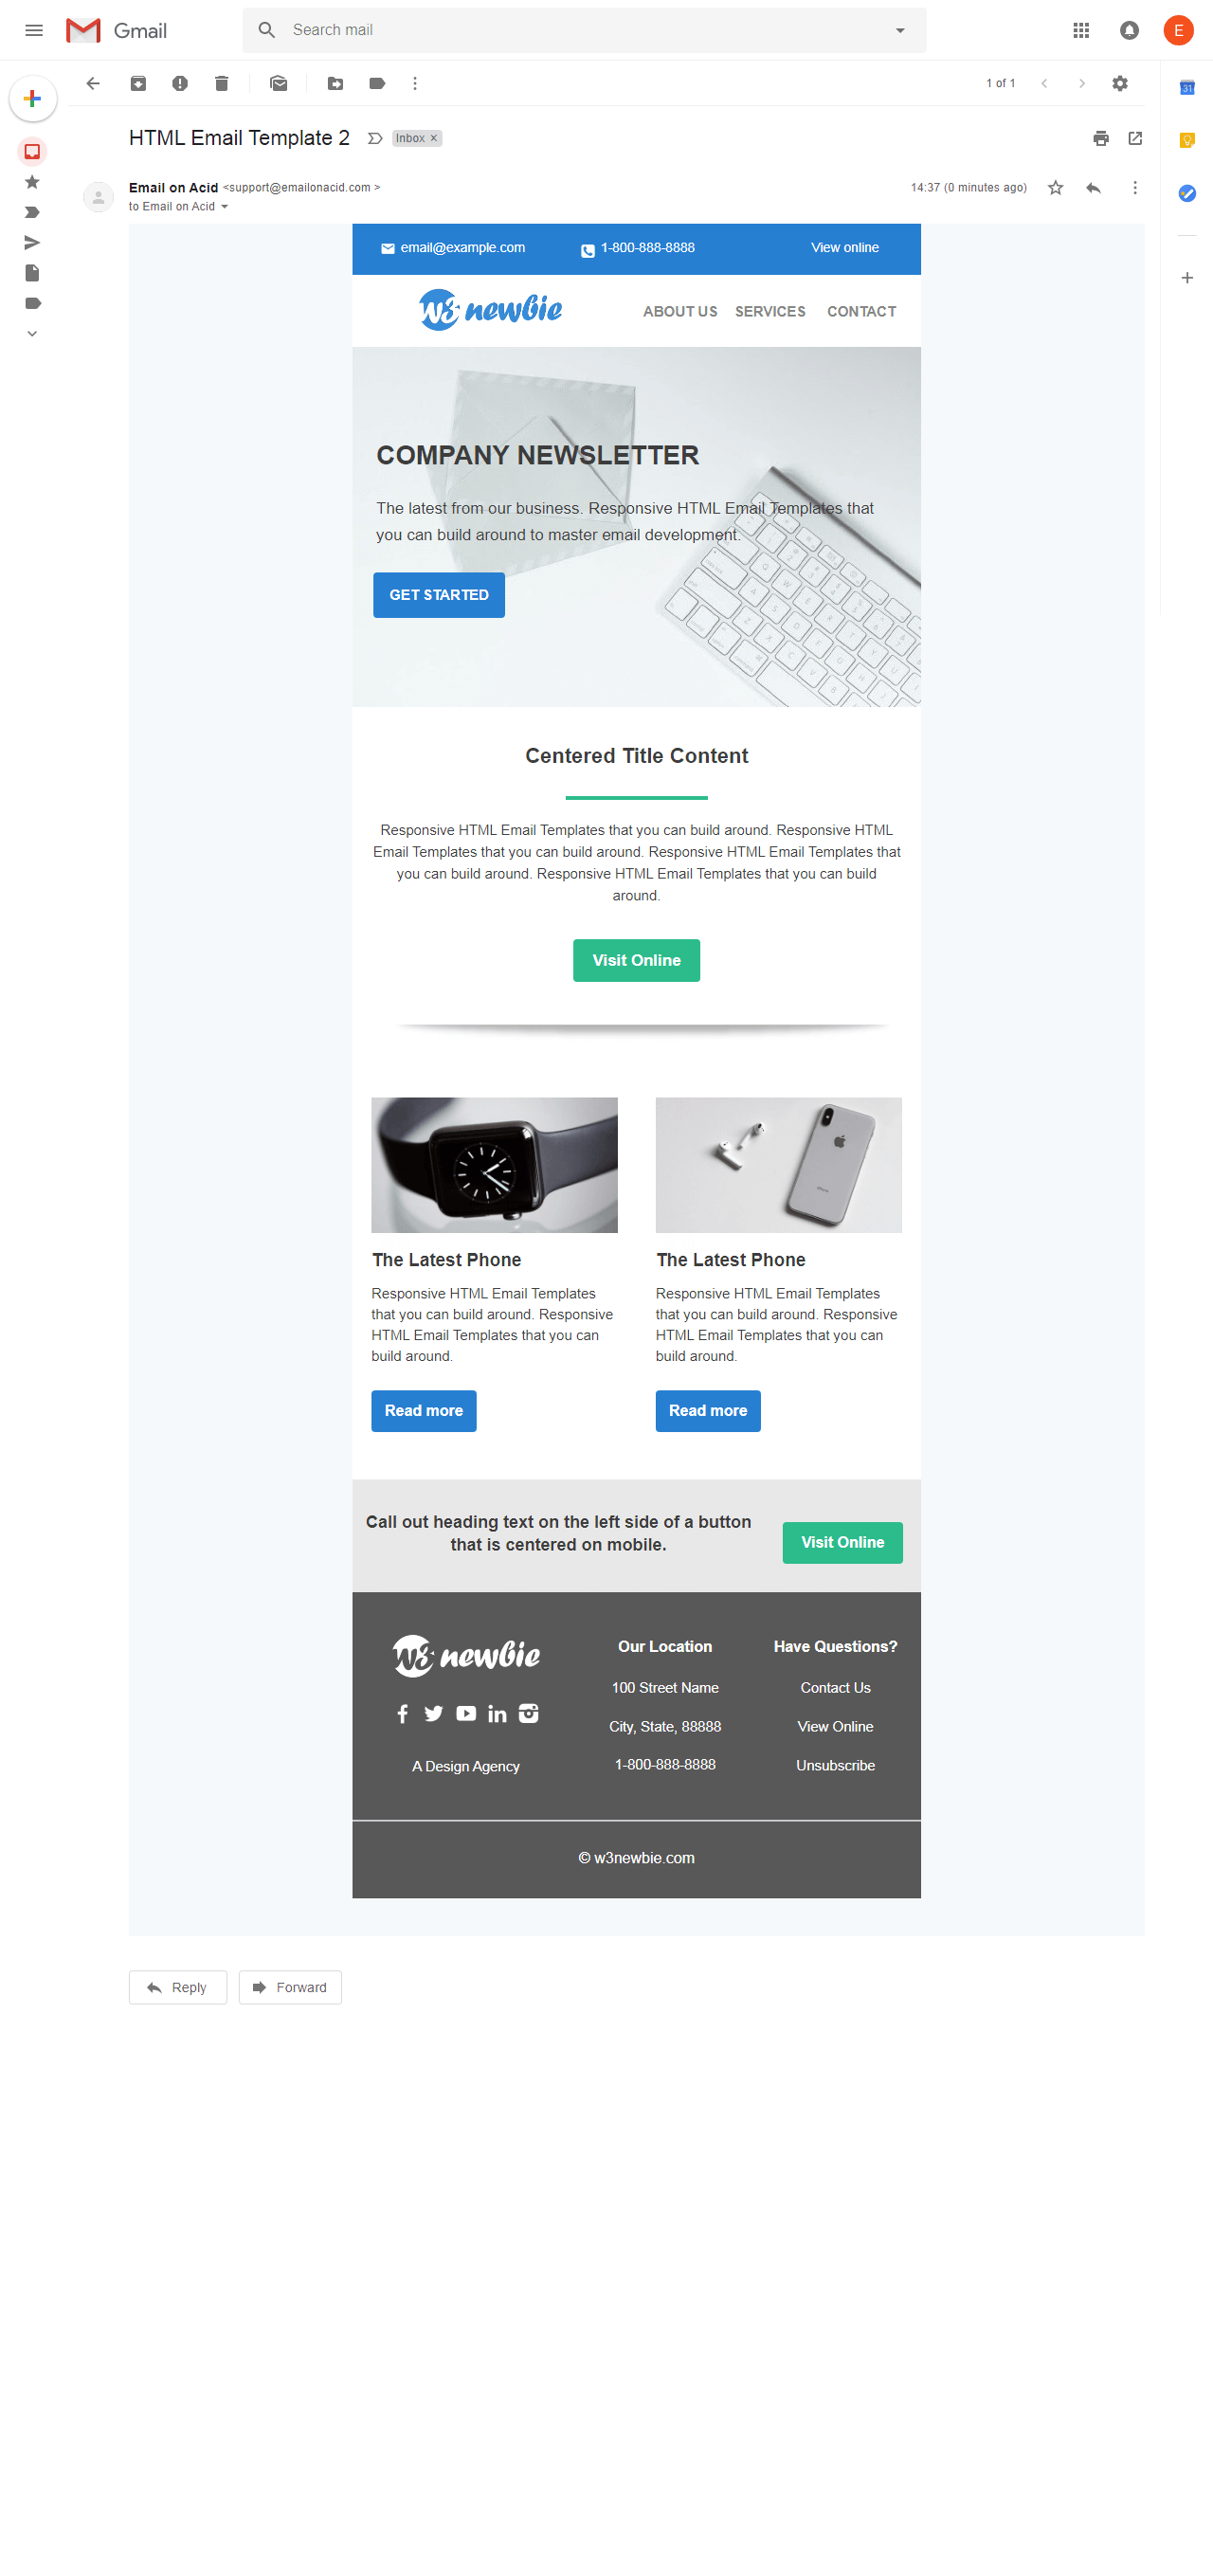 Gmail
Search mail
E
1 of 1
31
HTML Email Template 2
Inbox ×
Email on Acid <support@emailonacid.com >
14:37 (0 minutes ago)
to Email on Acid
email@example.com
1-800-888-8888
View online
w3 newbie
ABOUT US
SERVICES
CONTACT
COMPANY NEWSLETTER
The latest from our business. Responsive HTML Email Templates that
you can build around to master email development.
GET STARTED
Centered Title Content
Responsive HTML Email Templates that you can build around. Responsive HTML
Email Templates that you can build around. Responsive HTML Email Templates that
you can build around. Responsive HTML Email Templates that you can build
around.
Visit Online
The Latest Phone
Responsive HTML Email Templates
that you can build around. Responsive
HTML Email Templates that you can
build around.
Read more
The Latest Phone
Responsive HTML Email Templates
that you can build around. Responsive
HTML Email Templates that you can
build around.
Read more
Call out heading text on the left side of a button
that is centered on mobile.
Visit Online
w3 newbie
A Design Agency
Our Location
100 Street Name
City, State, 88888
1-800-888-8888
Have Questions?
Contact Us
View Online
Unsubscribe
© w3newbie.com
Reply
Forward